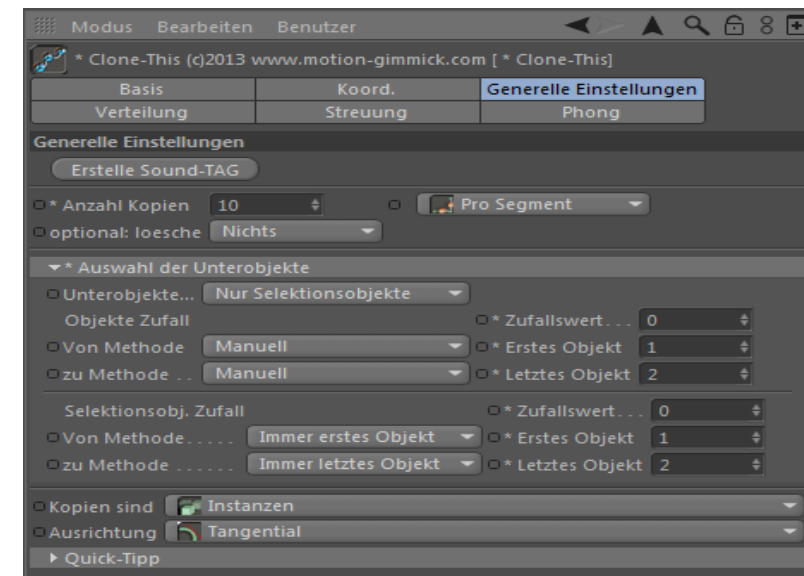 Modus Bearbeiten Benutzer
* Clone-This (c)2013 www.motion-gimmick.com [ * Clone-This]
Basis Koord. Generelle Einstellungen
Verteilung Streuung Phong
Generelle Einstellungen
Erstelle Sound-TAG
* Anzahl Kopien 10 Pro Segment
optional: loesche Nichts
* Auswahl der Unterobjekte
Unterobjekte... Nur Selektionsobjekte
Objekte Zufall * Zufallswert... 0
Von Methode Manuell * Erstes Objekt 1
zu Methode .. Manuell * Letztes Objekt 2
Selektionsobj. Zufall * Zufallswert... 0
Von Methode..... Immer erstes Objekt * Erstes Objekt 1
zu Methode ...... Immer letztes Objekt * Letztes Objekt 2
Kopien sind Instanzen
Ausrichtung Tangential
Quick-Tipp